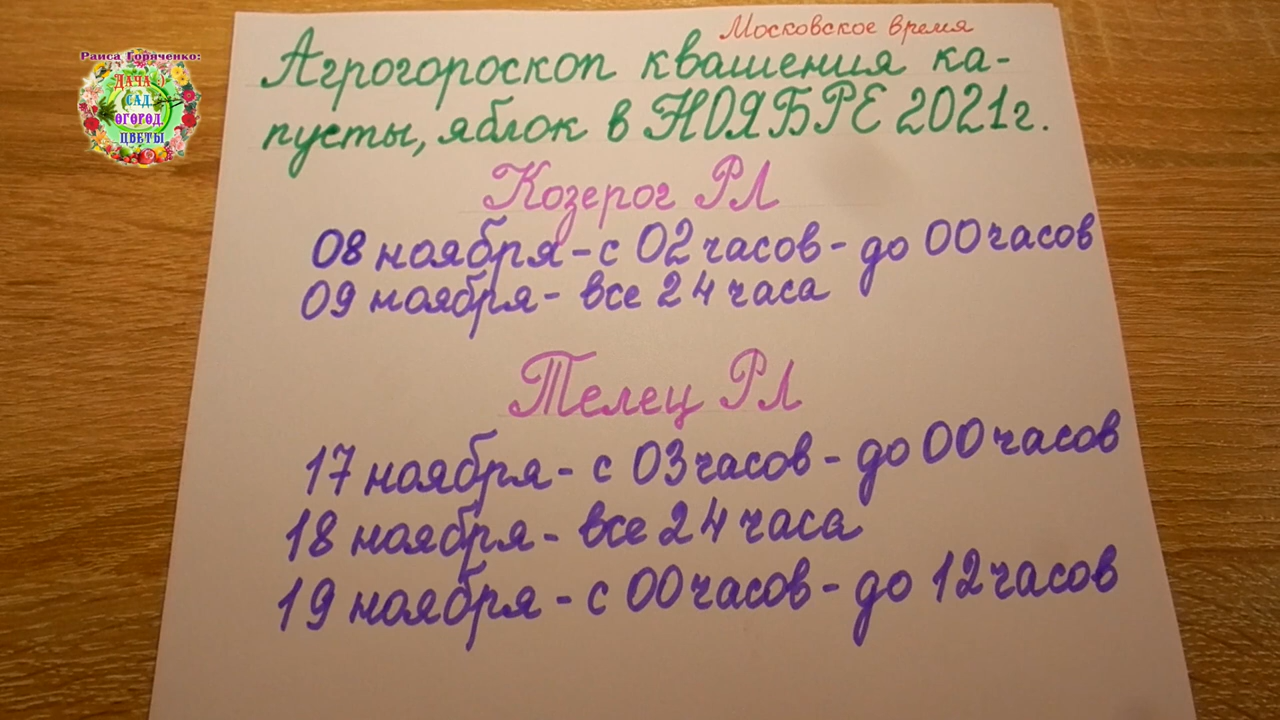 Раиса Горяченко:
ДАЧА :)
САД,
ОГОРОД,
ЦВЕТЫ
Московское время
Агрогороскоп квашения ка-
пусты, яблок в НОЯБРЕ 2021г.
Козерог РЛ
08 ноября - с 02 часов - до 00 часов
09 ноября - все 24 часа
Телец РЛ
17 ноября - с 03 часов - до 00 часов
18 ноября - все 24 часа
19 ноября - с 00 часов - до 12 часов